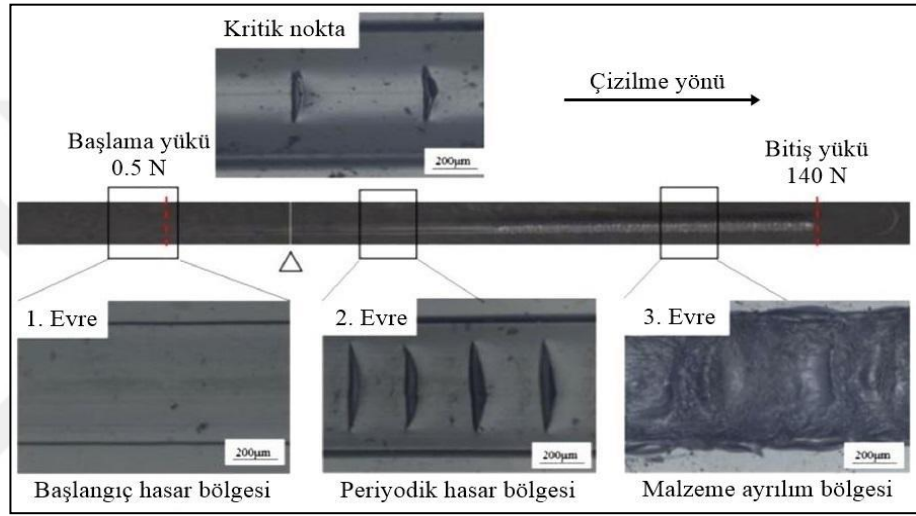 Kritik nokta
200µm
Çizilme yönü
Başlama yükü
0.5 N
Bitiş yükü
140 N
1. Evre
200µm
Başlangıç hasar bölgesi
2. Evre
200µm
Periyodik hasar bölgesi
3. Evre
200µm
Malzeme ayrılım bölgesi